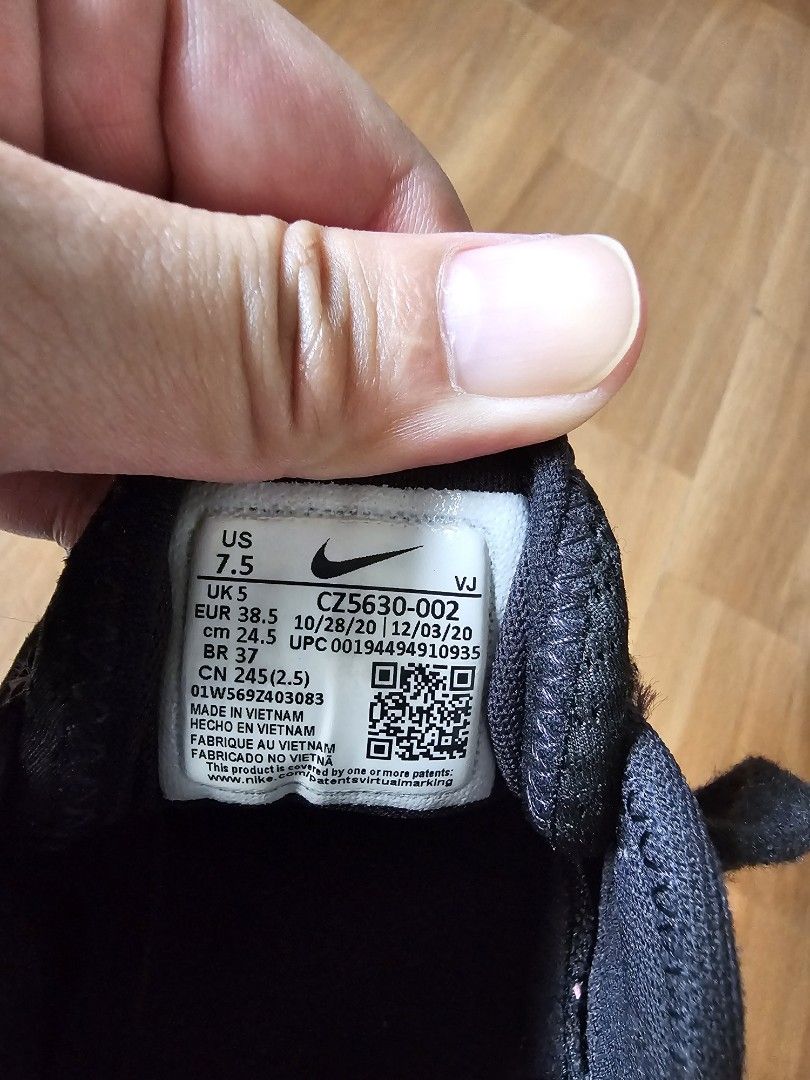 US
7.5
VJ
UK 5
CZ5630-002
EUR 38.5
10/28/20 | 12/03/20
cm 24.5
UPC 00194494910935
BR 37
CN 245(2.5)
01W569Z403083
MADE IN VIETNAM
HECHO EN VIETNAM
FABRIQUE AU VIETNAM
FABRICADO NO VIETNÃ
This product is covered by one or more patents:
www.nike.com/patentsvirtualmarking